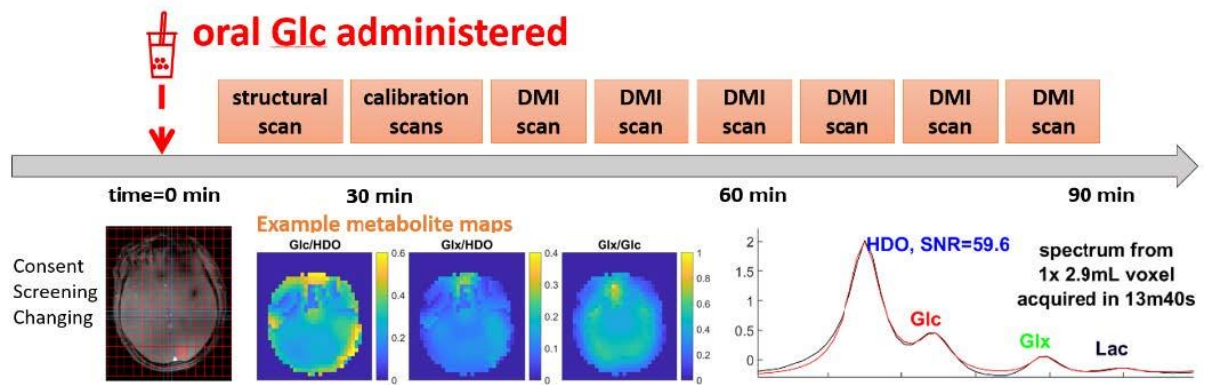 oral Glc administered
structural scan
calibration scans
DMI scan
DMI scan
DMI scan
DMI scan
DMI scan
DMI scan
time=0 min
30 min
60 min
90 min
Consent
Screening
Changing
Example metabolite maps
Glc/HDO
0.6
0.4
0.2
0
Glx/HDO
0.3
0.2
0.1
0
Glx/Glc
1
0.8
0.6
0.4
0.2
0
2
1.5
1
0.5
0
HDO, SNR=59.6
Glc
Glx
Lac
spectrum from
1x 2.9mL voxel
acquired in 13m40s